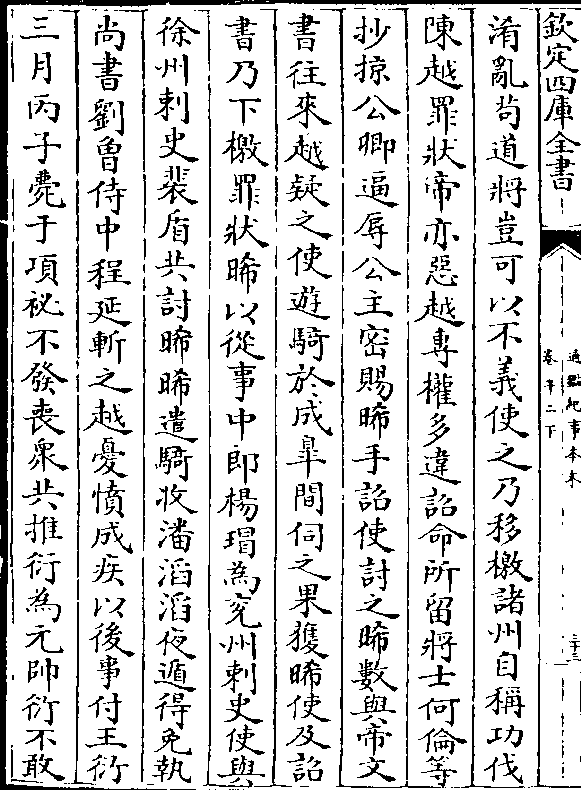 欽定四庫全書
通鑑紀事本末
卷十二下
三十三
淆亂苟道將豈可以不義使之乃移檄諸州自稱功伐
陳越罪狀帝亦惡越專權多違詔命所留將士何倫等
抄掠公卿逼辱公主密賜晞手詔使討之晞數與帝文
書往來越疑之使遊騎於成臯間伺之果獲晞使及詔
書乃下檄罪狀晞以從事中郎楊瑁為兖州刺史使與
徐州刺史裴盾共討晞晞遣騎收潘滔滔夜遁得免執
尚書劉曾侍中程延斬之越憂憤成疾以後事付王衍
三月丙子薨于項祕不發喪衆共推衍為元帥衍不敢